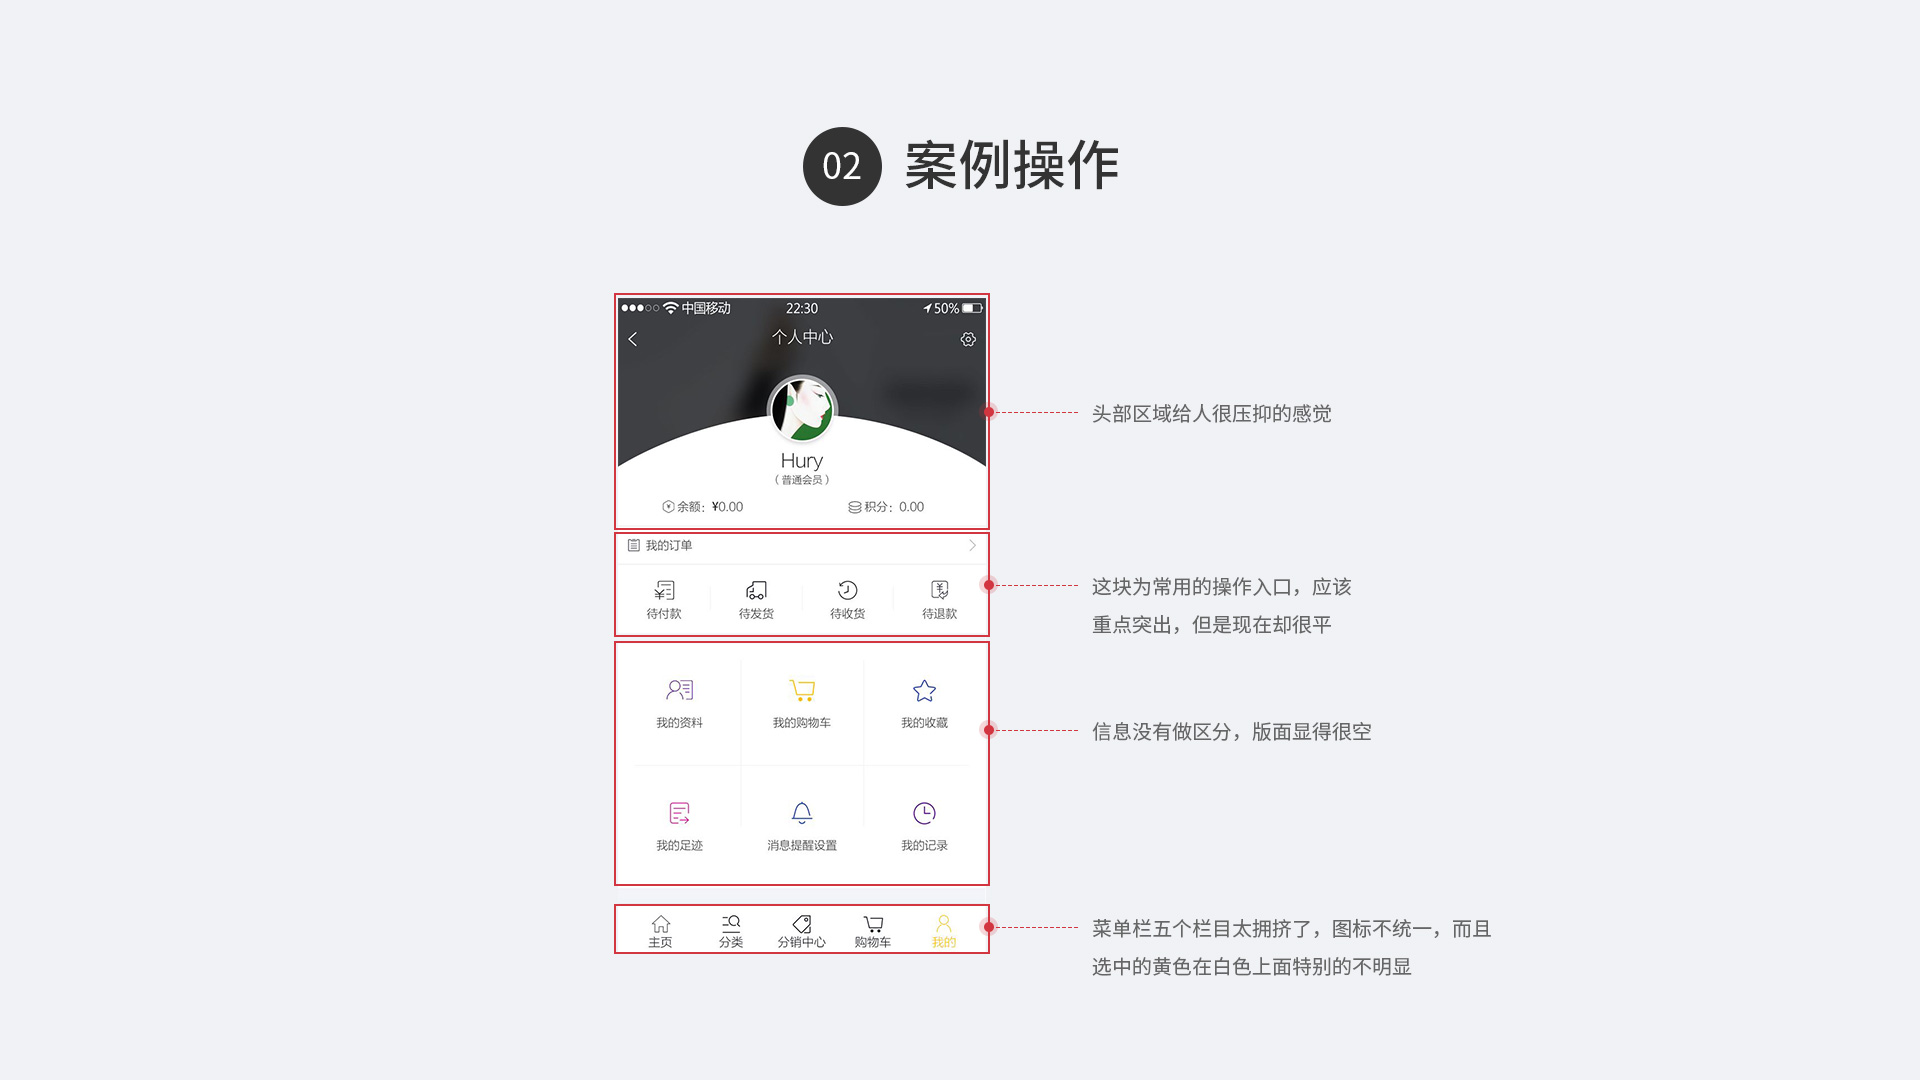 02 案例操作
中国移动 22:30 50%
个人中心
Hury
（普通会员）
余额：¥0.00 积分：0.00
头部区域给人很压抑的感觉
我的订单
待付款 待发货 待收货 待退款
这块为常用的操作入口，应该
重点突出，但是现在却很平
我的资料 我的购物车 我的收藏
我的足迹 消息提醒设置 我的记录
信息没有做区分，版面显得很空
主页 分类 分销中心 购物车 我的
菜单栏五个栏目太拥挤了，图标不统一，而且
选中的黄色在白色上面特别的不明显